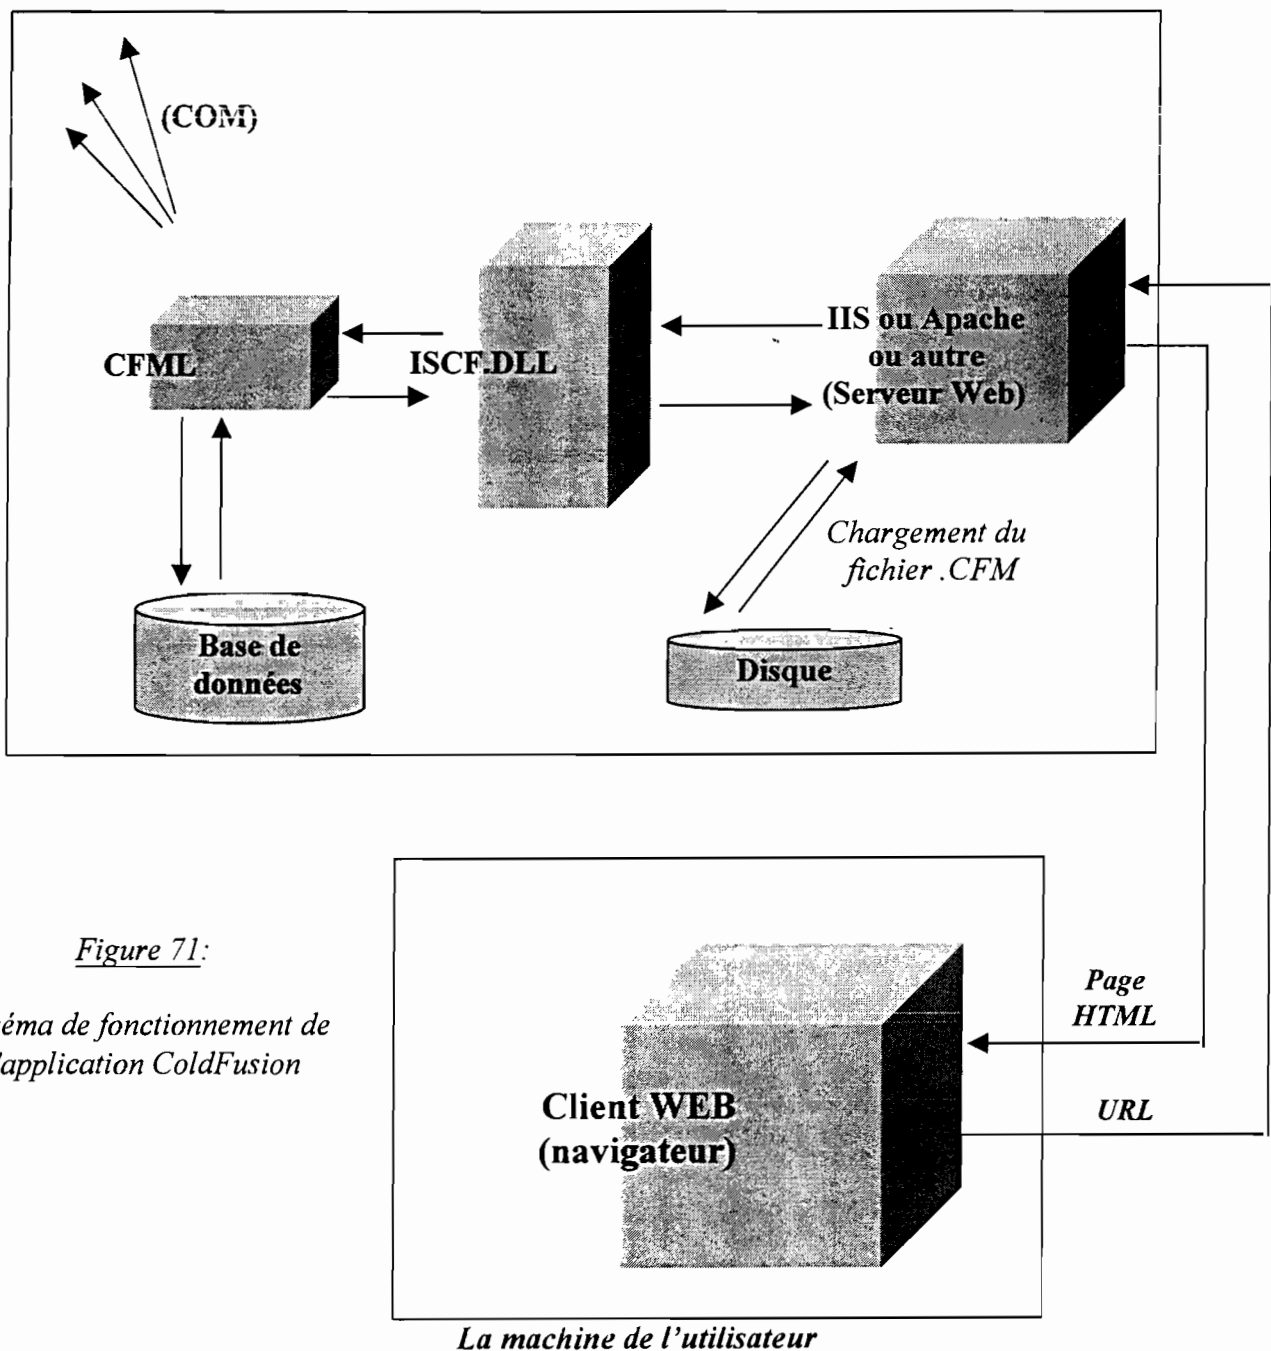 (COM)
IIS ou Apache
ou autre
(Serveur Web)
CFML
ISCF.DLL
Chargement du
fichier .CFM
Base de
données
Disque
Figure 71:
éma de fonctionnement de
'application ColdFusion
Page
HTML
URL
Client WEB
(navigateur)
La machine de l'utilisateur